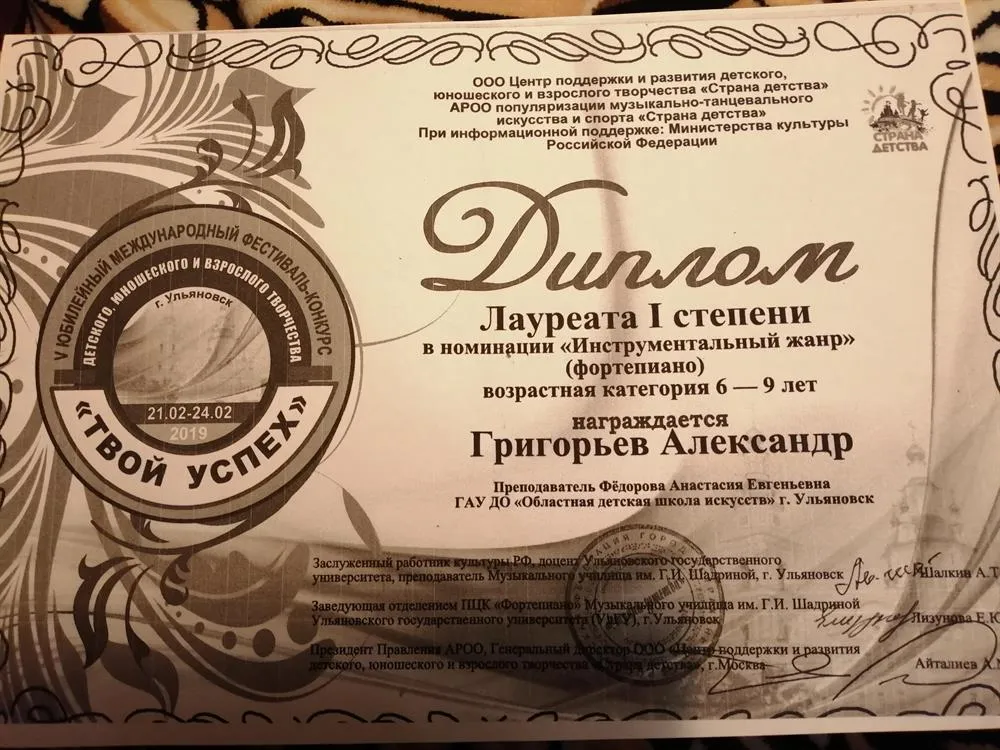 ООО Центр поддержки и развития детского,
юношеского и взрослого творчества «Страна детства»
АРОО популяризации музыкально-танцевального
искусства и спорта «Страна детства»
При информационной поддержке: Министерства культуры
Российской Федерации
СТРАНА
ДЕТСТВА
Диплом
Лауреата I степени
в номинации «Инструментальный жанр»
(фортепиано)
возрастная категория 6 — 9 лет
награждается
Григорьев Александр
Преподаватель Фёдорова Анастасия Евгеньевна
ГАУ ДО «Областная детская школа искусств» г. Ульяновск
V ЮБИЛЕЙНЫЙ МЕЖДУНАРОДНЫЙ ФЕСТИВАЛЬ-КОНКУРС
ДЕТСКОГО, ЮНОШЕСКОГО И ВЗРОСЛОГО ТВОРЧЕСТВА
г. Ульяновск
21.02-24.02
2019
«ТВОЙ УСПЕХ»
Заслуженный работник культуры РФ, доцент Ульяновского государственного
университета, преподаватель Музыкального училища им. Г.И. Шадриной, г. Ульяновск Шалкин А.Т
Заведующая отделением ПЦК «Фортепиано» Музыкального училища им. Г.И. Шадриной
Ульяновского государственного университета (УлГУ), г.Ульяновск Лизунова Е.Ю
Президент Правления АРОО, Генеральный директор ООО «Центр поддержки и развития
детского, юношеского и взрослого творчества «Страна детства», г.Москва Айталиев А.